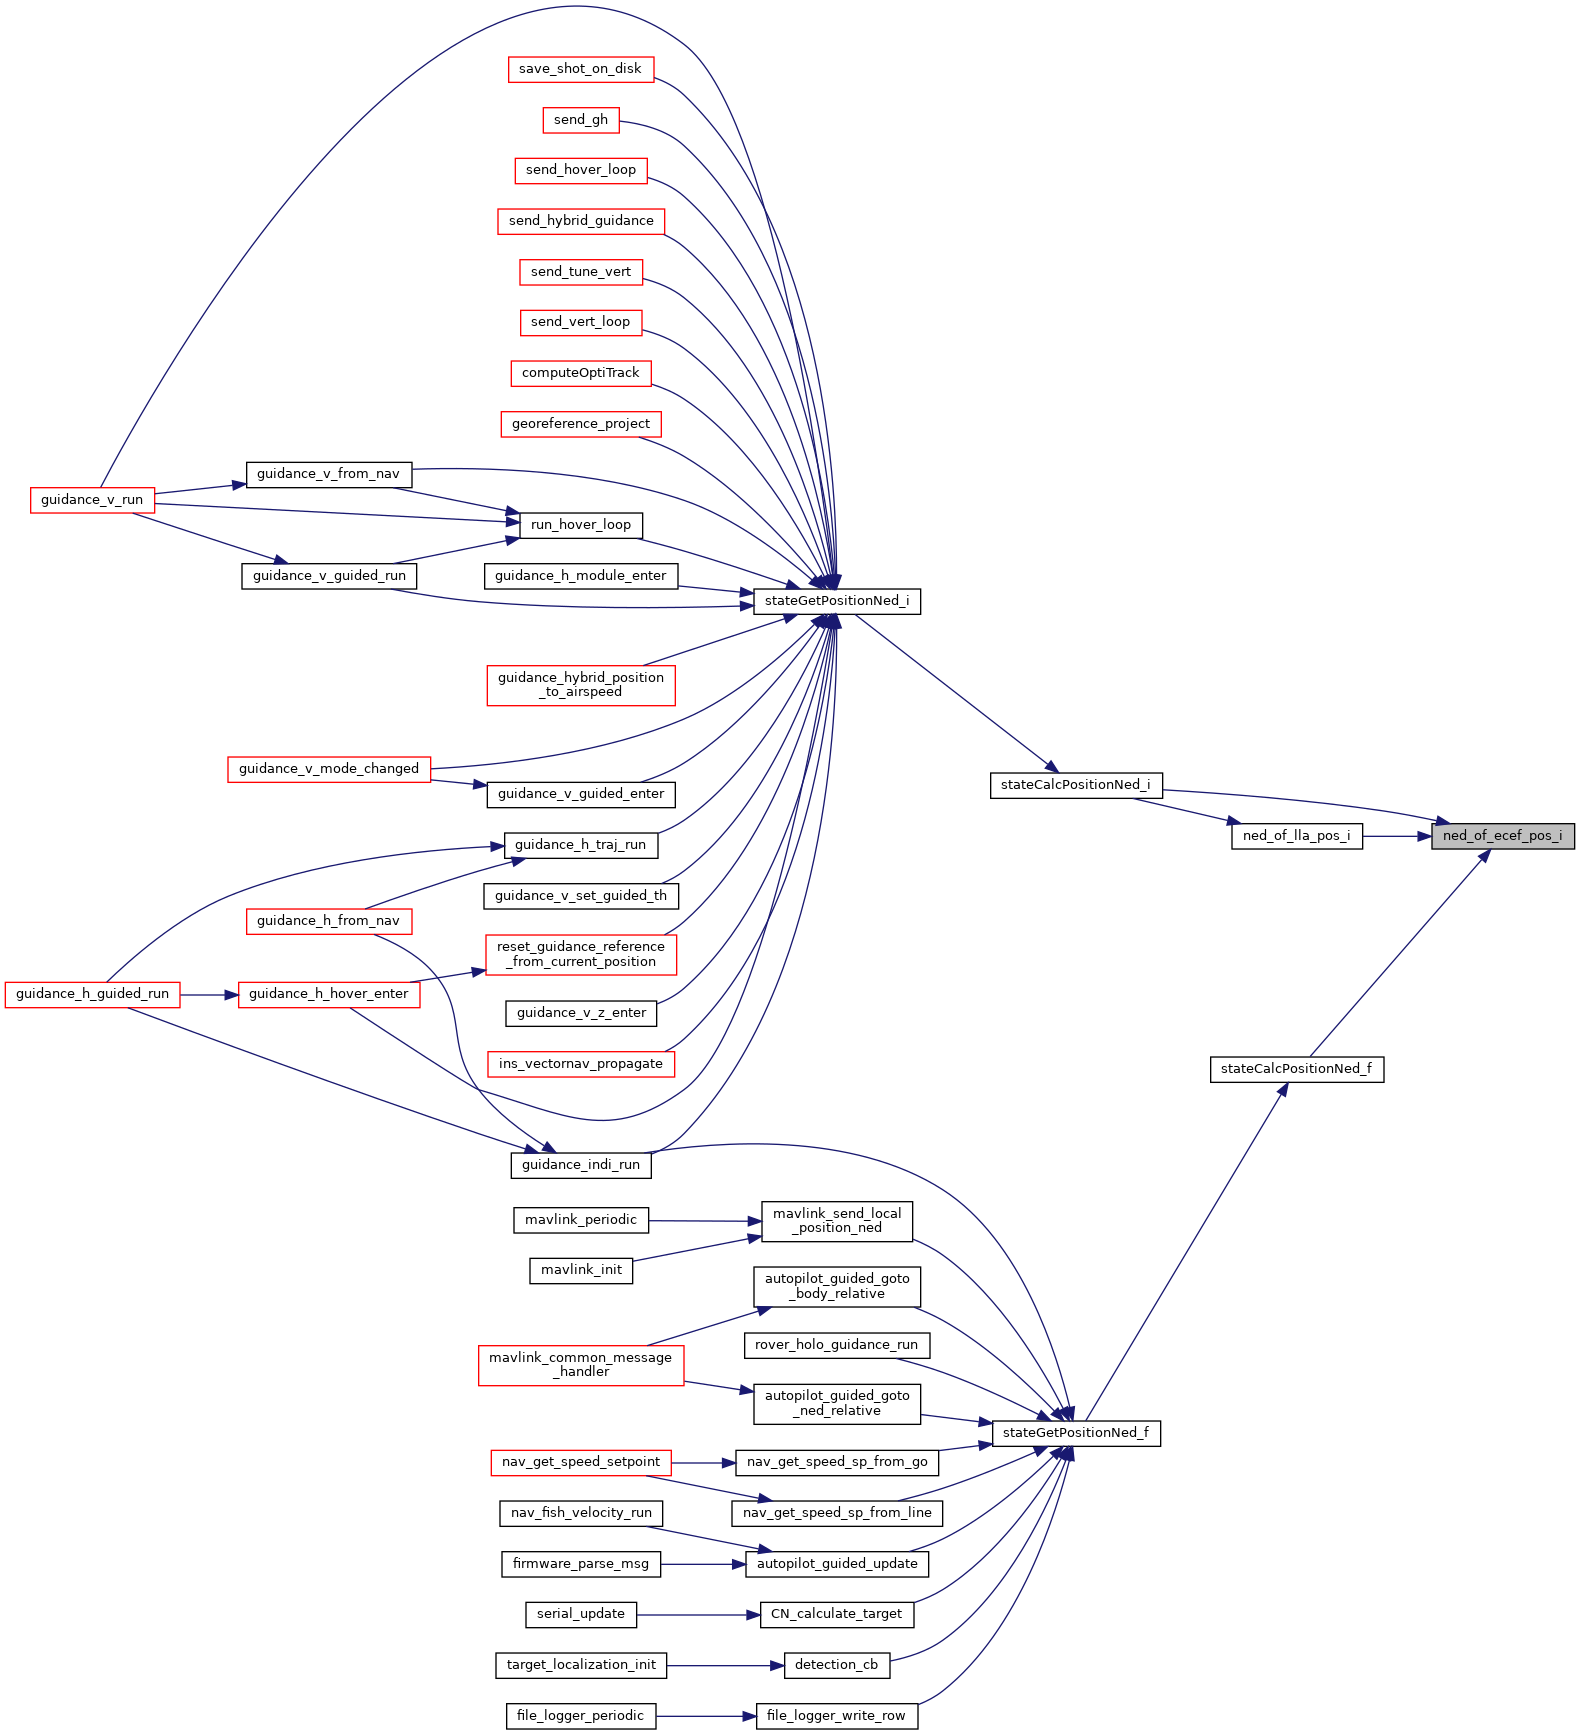 save_shot_on_disk
send_gh
send_hover_loop
send_hybrid_guidance
send_tune_vert
send_vert_loop
computeOptiTrack
georeference_project
guidance_v_from_nav
guidance_v_run
run_hover_loop
guidance_v_guided_run
guidance_h_module_enter
stateGetPositionNed_i
guidance_hybrid_position
_to_airspeed
guidance_v_mode_changed
guidance_v_guided_enter
stateCalcPositionNed_i
ned_of_lla_pos_i
ned_of_ecef_pos_i
guidance_h_traj_run
guidance_v_set_guided_th
guidance_h_from_nav
reset_guidance_reference
_from_current_position
guidance_h_guided_run
guidance_h_hover_enter
guidance_v_z_enter
ins_vectornav_propagate
stateCalcPositionNed_f
guidance_indi_run
mavlink_periodic
mavlink_send_local
_position_ned
mavlink_init
autopilot_guided_goto
_body_relative
rover_holo_guidance_run
mavlink_common_message
_handler
autopilot_guided_goto
_ned_relative
stateGetPositionNed_f
nav_get_speed_setpoint
nav_get_speed_sp_from_go
nav_fish_velocity_run
nav_get_speed_sp_from_line
firmware_parse_msg
autopilot_guided_update
serial_update
CN_calculate_target
target_localization_init
detection_cb
file_logger_periodic
file_logger_write_row